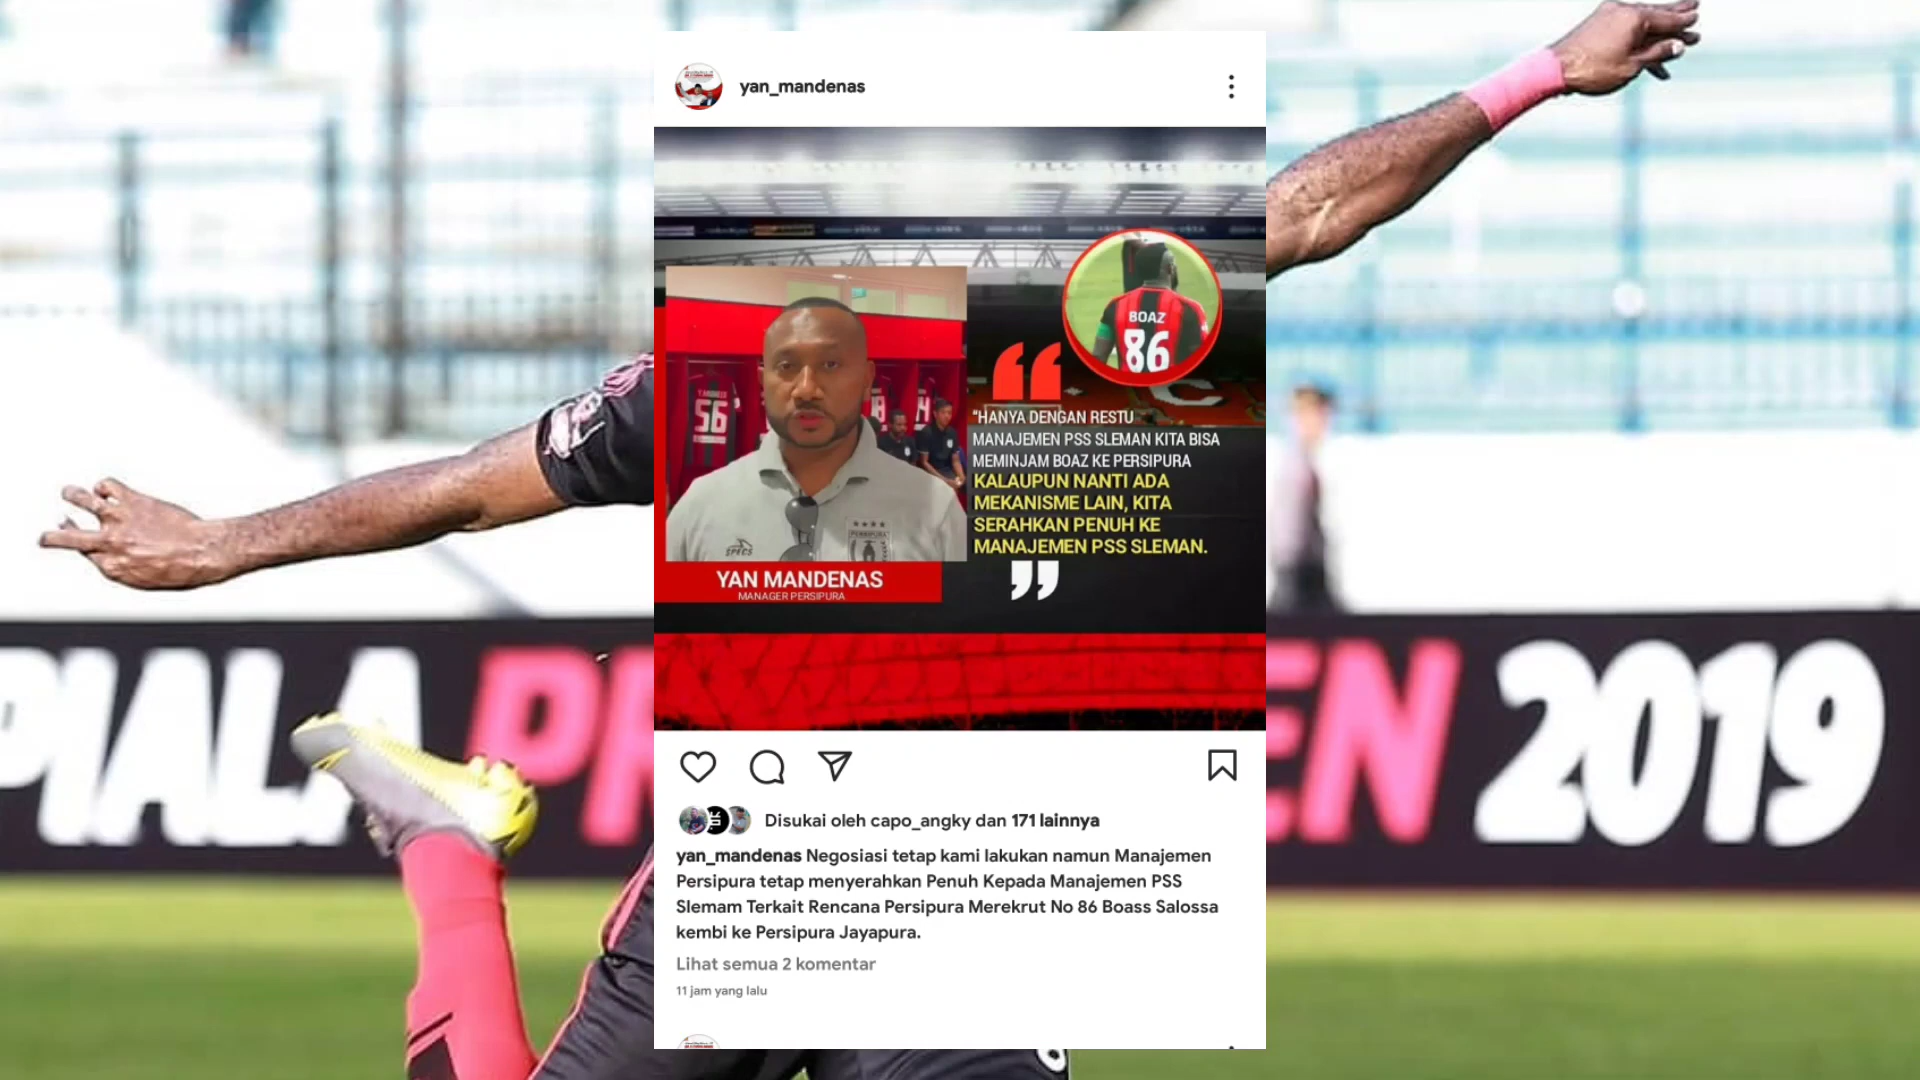 yan_mandenas
BOAZ
86
56
SPECS
PERSIPURA
"HANYA DENGAN RESTU
MANAJEMEN PSS SLEMAN KITA BISA
MEMINJAM BOAZ KE PERSIPURA
KALAUPUN NANTI ADA
MEKANISME LAIN, KITA
SERAHKAN PENUH KE
MANAJEMEN PSS SLEMAN.
YAN MANDENAS
MANAGER PERSIPURA
PIALA PR
EN 2019
Disukai oleh capo_angky dan 171 lainnya
yan_mandenas Negosiasi tetap kami lakukan namun Manajemen
Persipura tetap menyerahkan Penuh Kepada Manajemen PSS
Slemam Terkait Rencana Persipura Merekrut No 86 Boass Salossa
kembi ke Persipura Jayapura.
Lihat semua 2 komentar
11 jam yang lalu